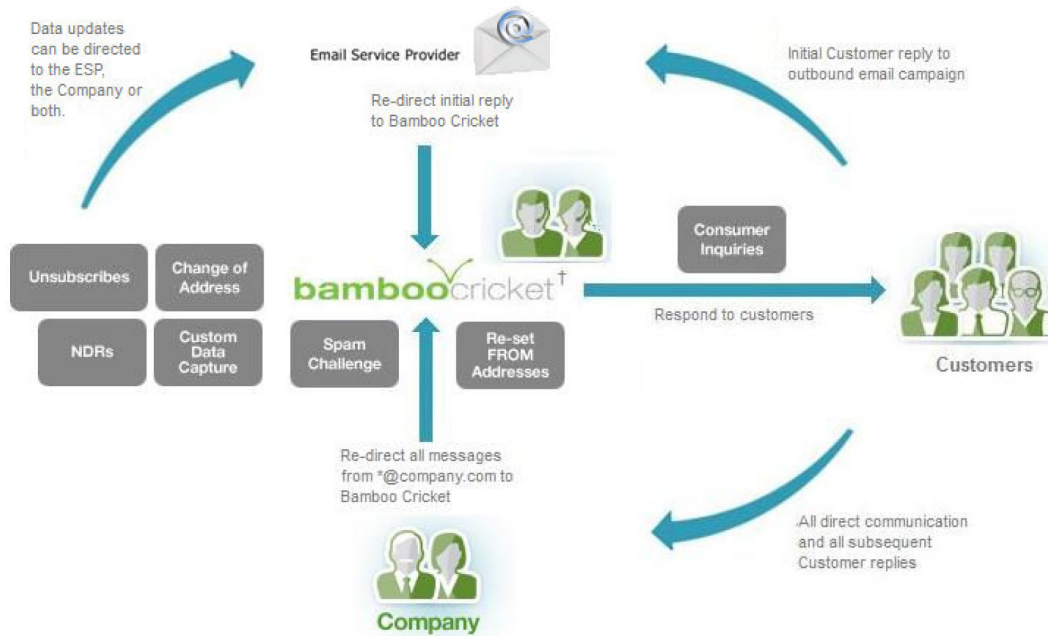 Data updates
can be directed
to the ESP,
the Company or
both.
Email Service Provider
Re-direct initial reply
to Bamboo Cricket
Initial Customer reply to
outbound email campaign
Unsubscribes
Change of
Address
NDRs
Custom
Data
Capture
bamboocricket†
Spam
Challenge
Re-set
FROM
Addresses
Consumer
Inquiries
Respond to customers
Customers
Re-direct all messages
from *@company.com to
Bamboo Cricket
Company
All direct communication
and all subsequent
Customer replies